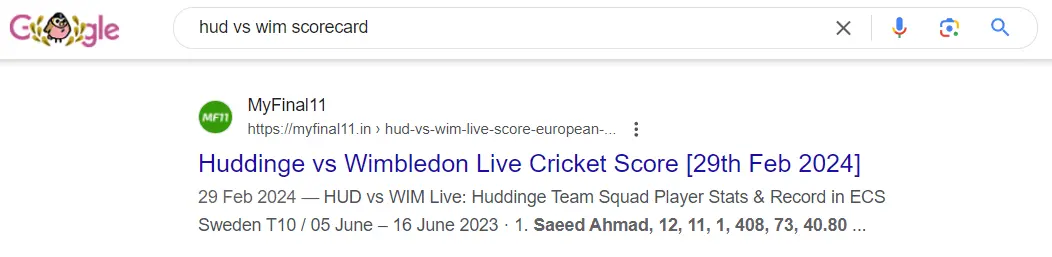 Google
hud vs wim scorecard
MF11
MyFinal11
https://myfinal11.in › hud-vs-wim-live-score-european-...
Huddinge vs Wimbledon Live Cricket Score [29th Feb 2024]
29 Feb 2024 — HUD vs WIM Live: Huddinge Team Squad Player Stats & Record in ECS
Sweden T10 / 05 June – 16 June 2023 · 1. Saeed Ahmad, 12, 11, 1, 408, 73, 40.80 ...